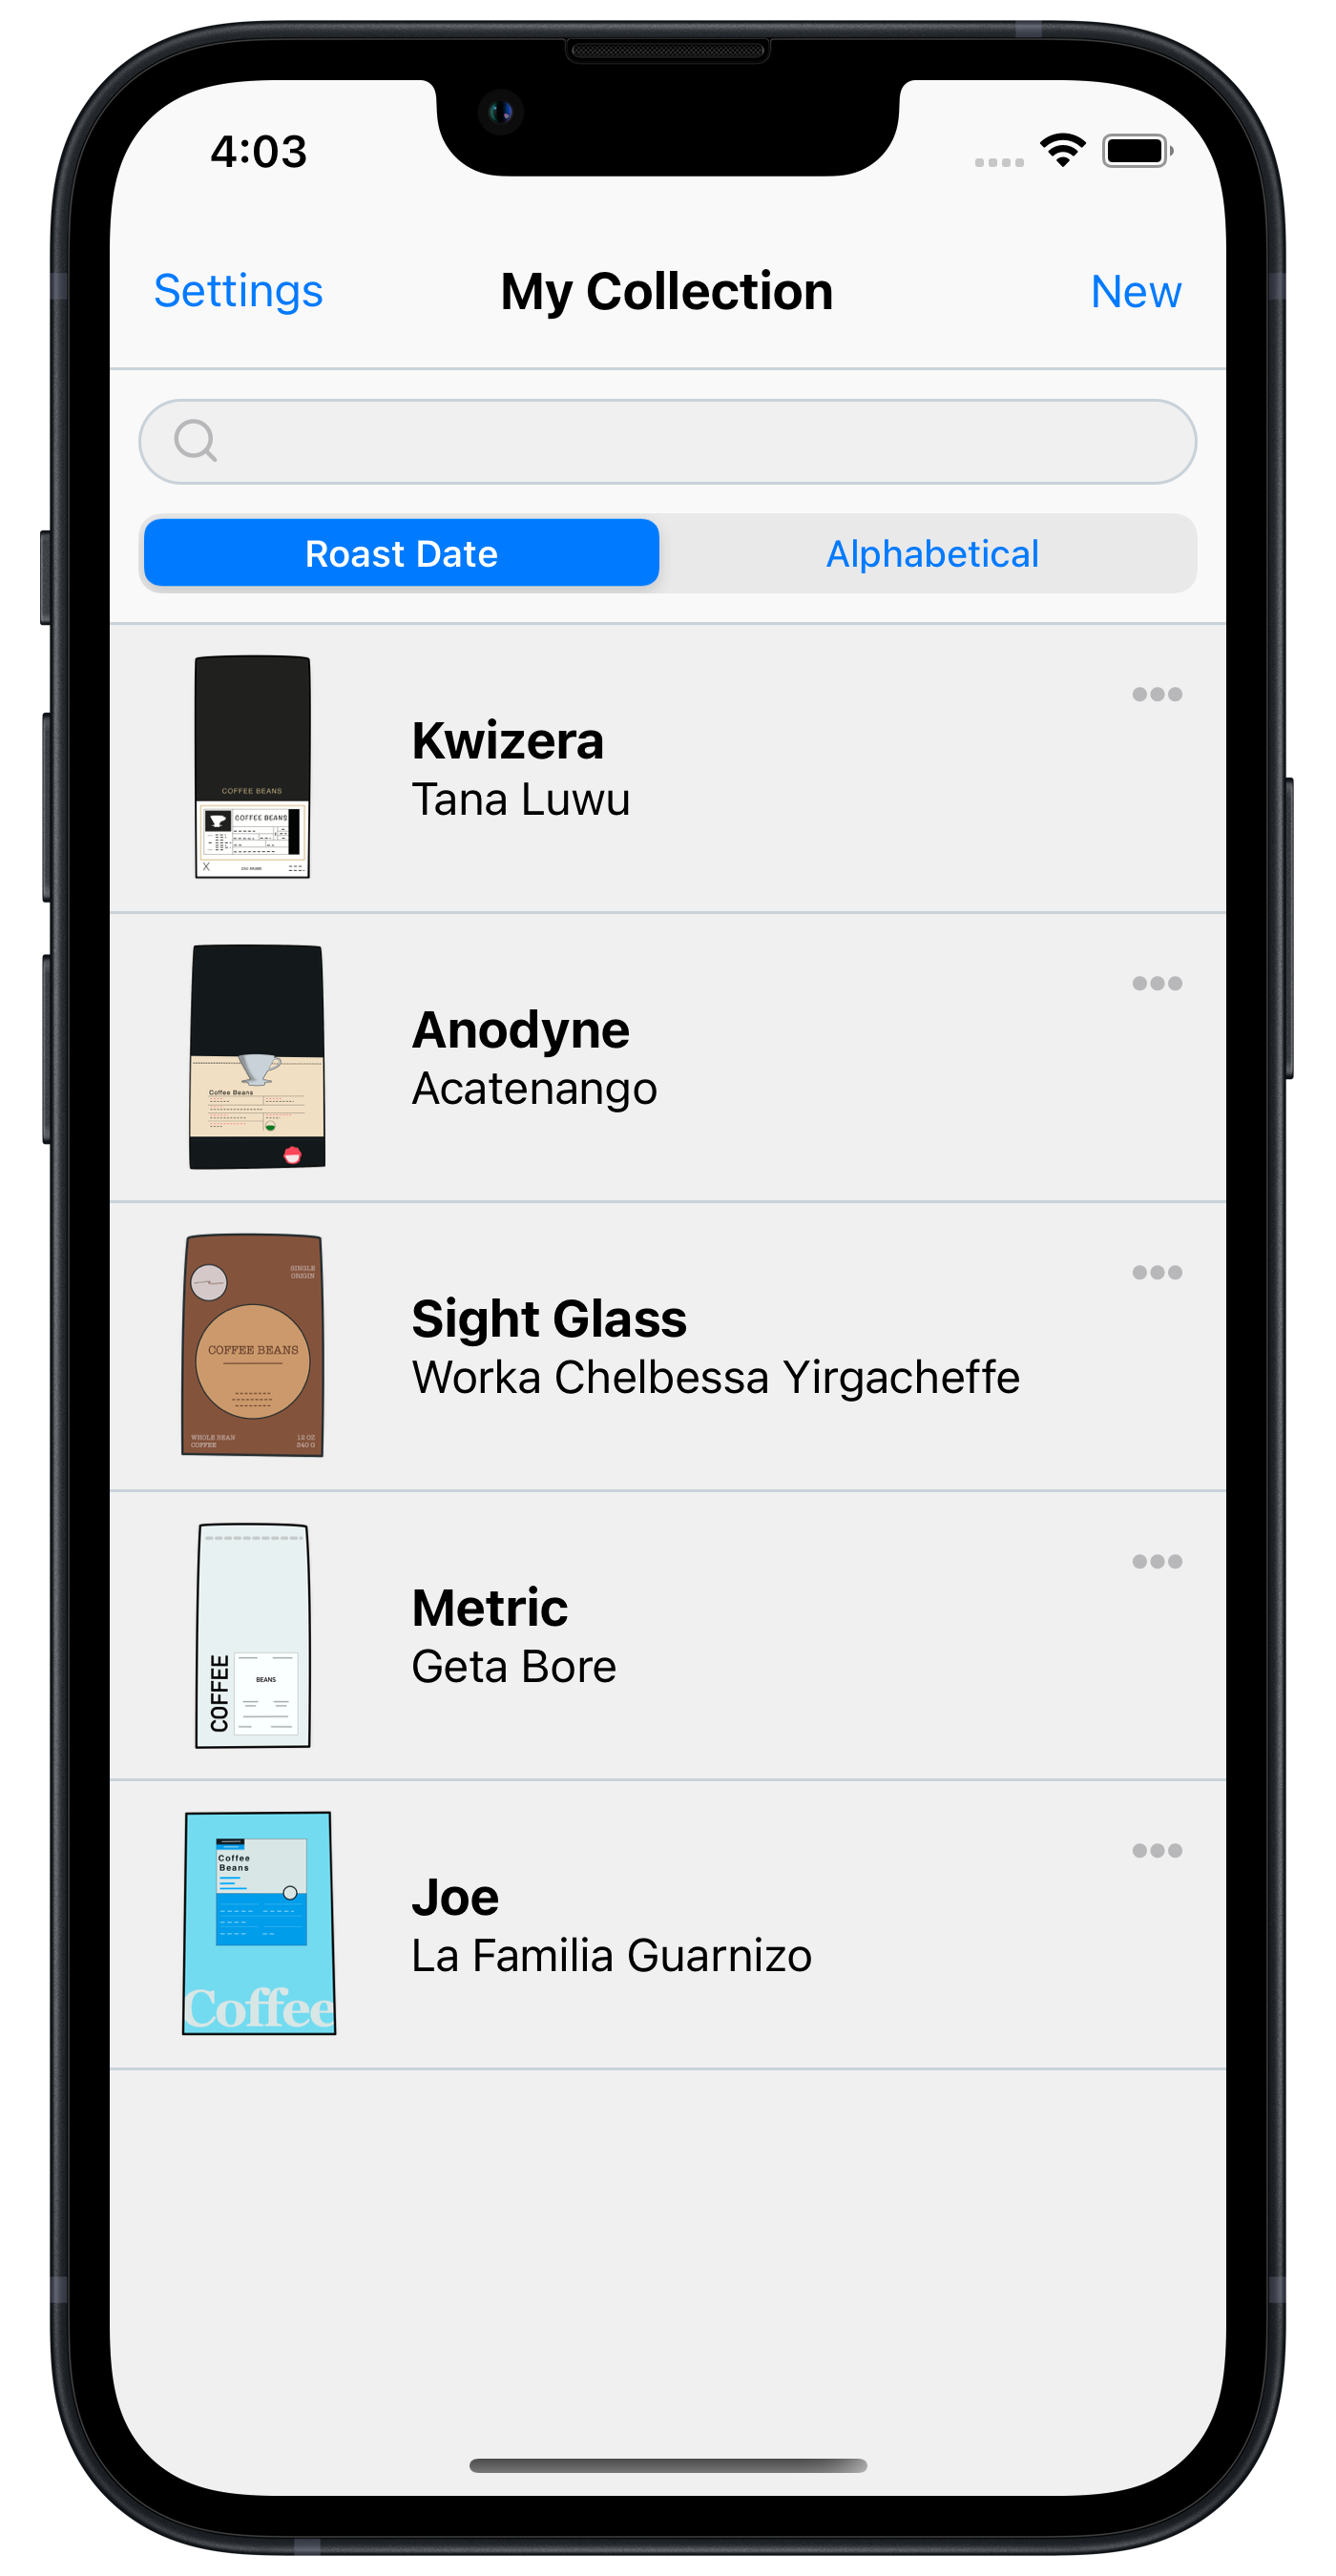 4:03
Settings
My Collection
New
Roast Date
Alphabetical
COFFEE BEANS
COFFEE BEANS
Kwizera
Tana Luwu
Coffee Beans
Anodyne
Acatenango
SINGLE
ORIGIN
COFFEE BEANS
WHOLE BEAN
COFFEE
12 OZ
340 G
Sight Glass
Worka Chelbessa Yirgacheffe
COFFEE
BEANS
Metric
Geta Bore
Coffee
Beans
Coffee
Joe
La Familia Guarnizo